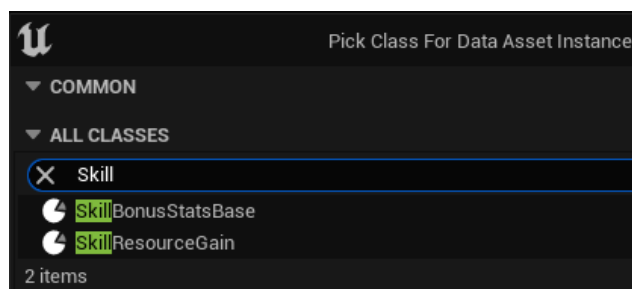 Pick Class For Data Asset Instance
COMMON
ALL CLASSES
Skill
SkillBonusStatsBase
SkillResourceGain
2 items